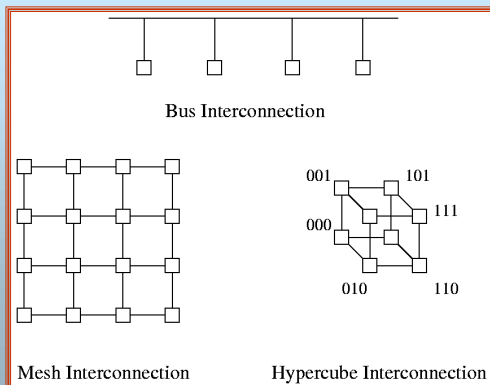 Bus Interconnection
001
101
111
000
010
110
Mesh Interconnection
Hypercube Interconnection